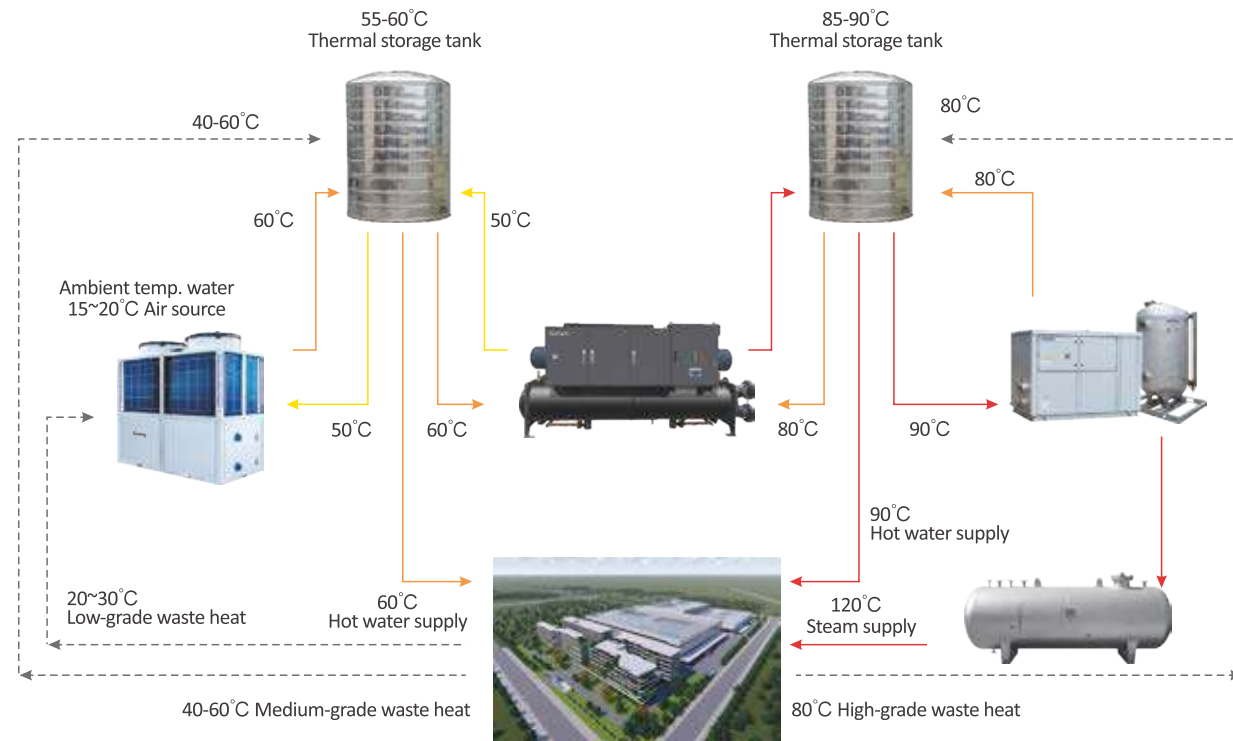 55-60℃
Thermal storage tank
85-90℃
Thermal storage tank
40-60℃
80℃
80℃
60℃
50℃
Ambient temp. water
15~20℃ Air source
50℃
60℃
80℃
90℃
90℃
Hot water supply
20~30℃
Low-grade waste heat
60℃
Hot water supply
120℃
Steam supply
40-60℃ Medium-grade waste heat
80℃ High-grade waste heat